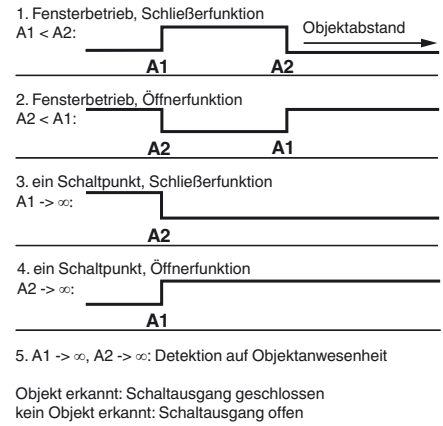 1. Fensterbetrieb, Schließerfunktion
A1 < A2:
Objektabstand
A1 A2
2. Fensterbetrieb, Öffnerfunktion
A2 < A1:
A2 A1
3. ein Schaltpunkt, Schließerfunktion
A1 -> ∞:
A2
4. ein Schaltpunkt, Öffnerfunktion
A2 -> ∞:
A1
5. A1 -> ∞, A2 -> ∞: Detektion auf Objektanwesenheit
Objekt erkannt: Schaltausgang geschlossen
kein Objekt erkannt: Schaltausgang offen